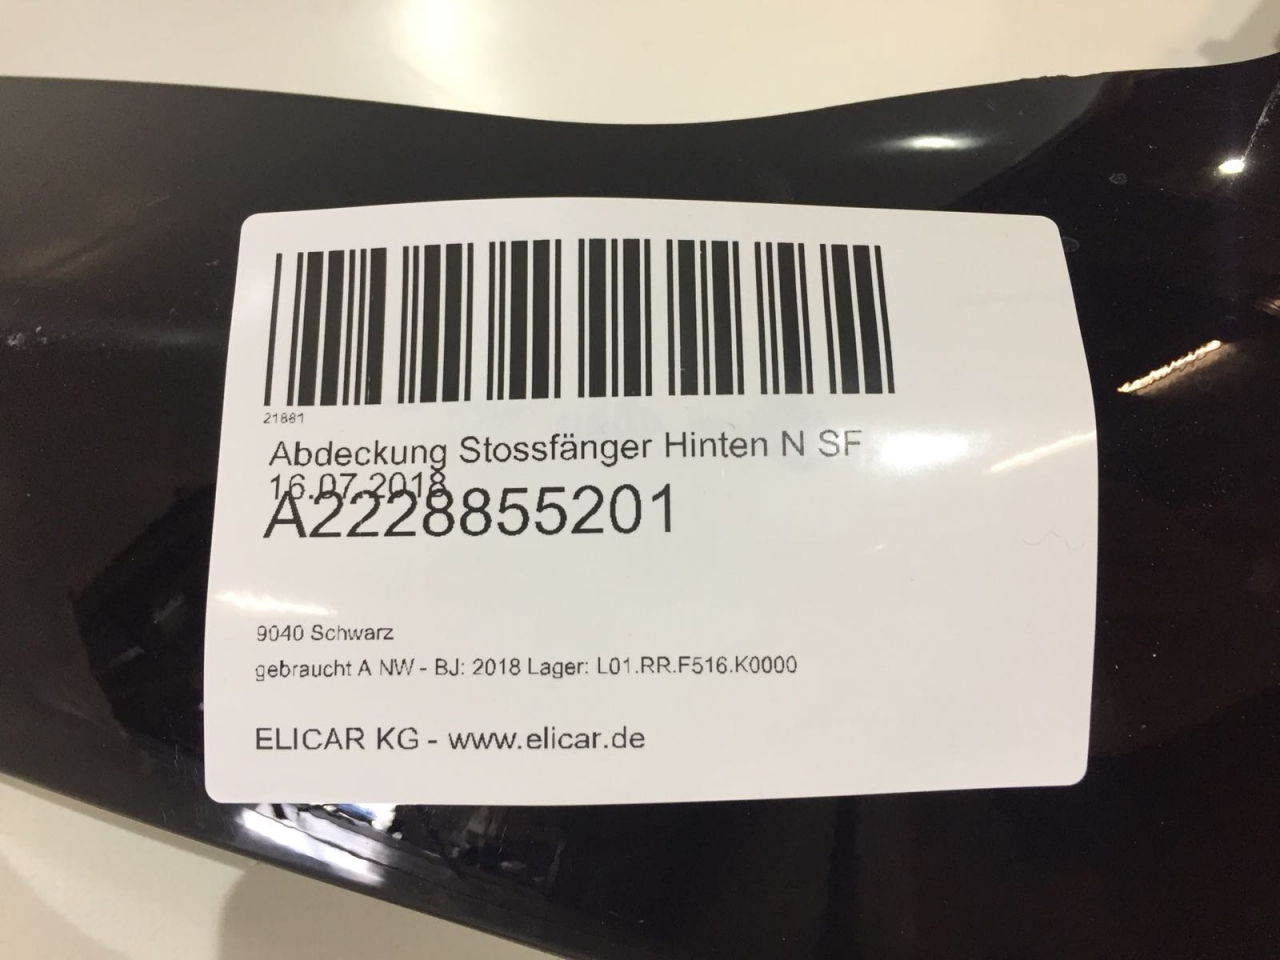 21881
Abdeckung Stossfänger Hinten N SF
16.07.2018
A2228855201
9040 Schwarz
gebraucht A NW - BJ: 2018 Lager: L01.RR.F516.K0000
ELICAR KG - www.elicar.de